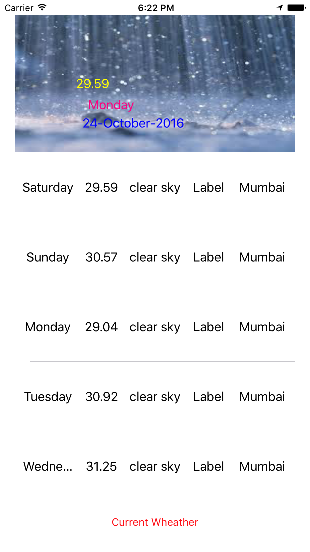 Carrier 6:22 PM
29.59
Monday
24-October-2016
Saturday 29.59 clear sky Label Mumbai
Sunday 30.57 clear sky Label Mumbai
Monday 29.04 clear sky Label Mumbai
Tuesday 30.92 clear sky Label Mumbai
Wedne... 31.25 clear sky Label Mumbai
Current Wheather